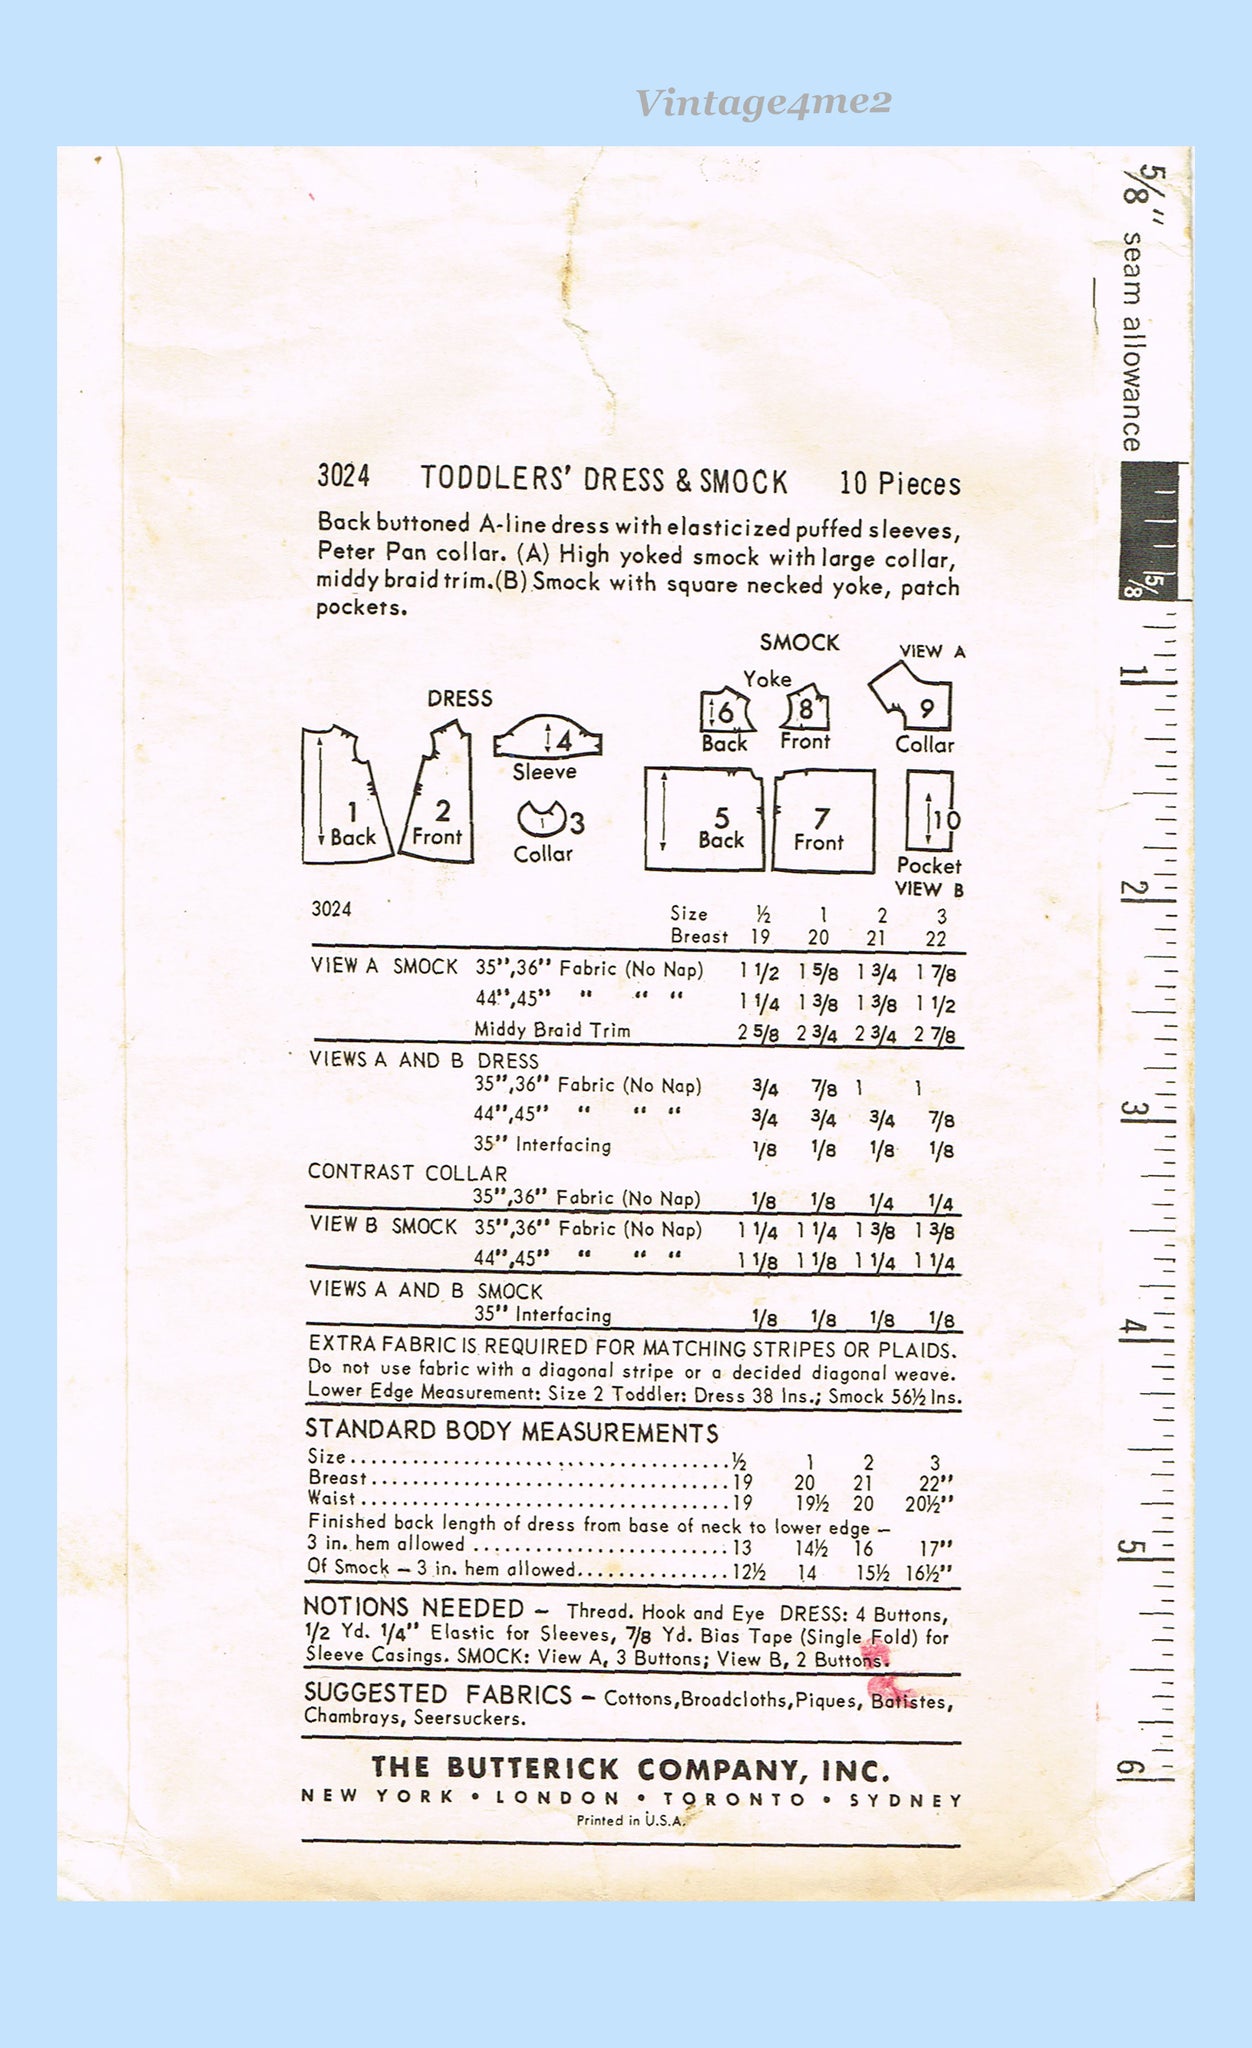 Vintage4me2
5/8" seam allowance
3024 TODDLERS' DRESS & SMOCK 10 Pieces
Back buttoned A-line dress with elasticized puffed sleeves,
Peter Pan collar. (A) High yoked smock with large collar,
middy braid trim. (B) Smock with square necked yoke, patch
pockets.
SMOCK
VIEW A
Yoke
DRESS
6
8
9
Back
Front
Collar
4
Sleeve
1
Back
2
Front
3
Collar
5
Back
7
Front
10
Pocket
VIEW B
3024 Size ½ 1 2 3
Breast 19 20 21 22
VIEW A SMOCK 35",36" Fabric (No Nap) 1 1/2 1 5/8 1 3/4 1 7/8
44",45" " " " 1 1/4 1 3/8 1 3/8 1 1/2
Middy Braid Trim 2 5/8 2 3/4 2 3/4 2 7/8
VIEWS A AND B DRESS
35",36" Fabric (No Nap) 3/4 7/8 1 1
44",45" " " " 3/4 3/4 3/4 7/8
35" Interfacing 1/8 1/8 1/8 1/8
CONTRAST COLLAR
35",36" Fabric (No Nap) 1/8 1/8 1/4 1/4
VIEW B SMOCK 35",36" Fabric (No Nap) 1 1/4 1 1/4 1 3/8 1 3/8
44",45" " " " 1 1/8 1 1/8 1 1/4 1 1/4
VIEWS A AND B SMOCK
35" Interfacing 1/8 1/8 1/8 1/8
EXTRA FABRIC IS REQUIRED FOR MATCHING STRIPES OR PLAIDS.
Do not use fabric with a diagonal stripe or a decided diagonal weave.
Lower Edge Measurement: Size 2 Toddler: Dress 38 Ins.; Smock 56½ Ins.
STANDARD BODY MEASUREMENTS
Size ½ 1 2 3
Breast 19 20 21 22"
Waist 19 19½ 20 20½"
Finished back length of dress from base of neck to lower edge —
3 in. hem allowed 13 14½ 16 17"
Of Smock — 3 in. hem allowed 12½ 14 15½ 16½"
NOTIONS NEEDED — Thread. Hook and Eye DRESS: 4 Buttons,
1/2 Yd. 1/4" Elastic for Sleeves, 7/8 Yd. Bias Tape (Single Fold) for
Sleeve Casings. SMOCK: View A, 3 Buttons; View B, 2 Buttons.
SUGGESTED FABRICS — Cottons, Broadcloths, Piques, Batistes,
Chambrays, Seersuckers.
THE BUTTERICK COMPANY, INC.
NEW YORK • LONDON • TORONTO • SYDNEY
Printed in U.S.A.
5/8
1
2
3
4
5
6